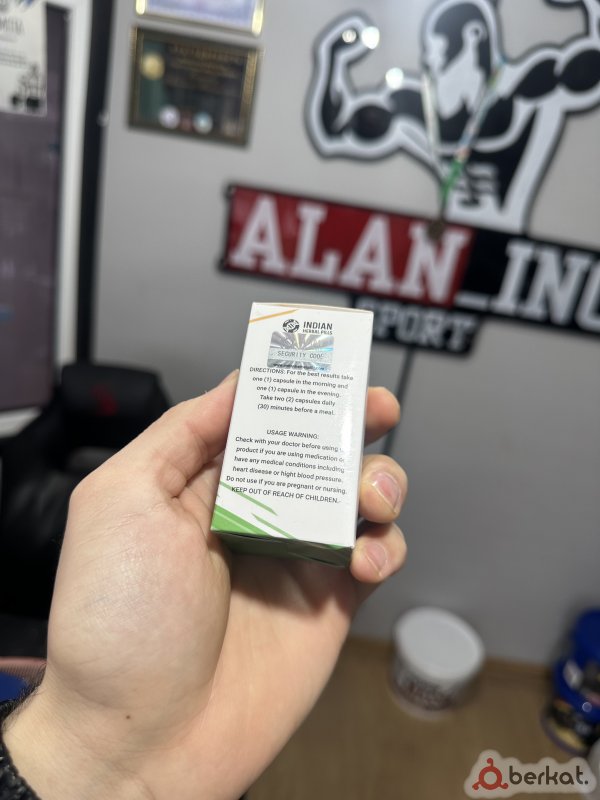 ALAN_INC
SPORT
INDIAN
HERBAL PILLS
SECURITY CODE
DIRECTIONS: For the best results take
one (1) capsule in the morning and
one (1) capsule in the evening.
Take two (2) capsules daily
(30) minutes before a meal.
USAGE WARNING:
Check with your doctor before using
product if you are using medication or
have any medical conditions including
heart disease or hight blood pressure.
Do not use if you are pregnant or nursing.
KEEP OUT OF REACH OF CHILDREN.
berkat.